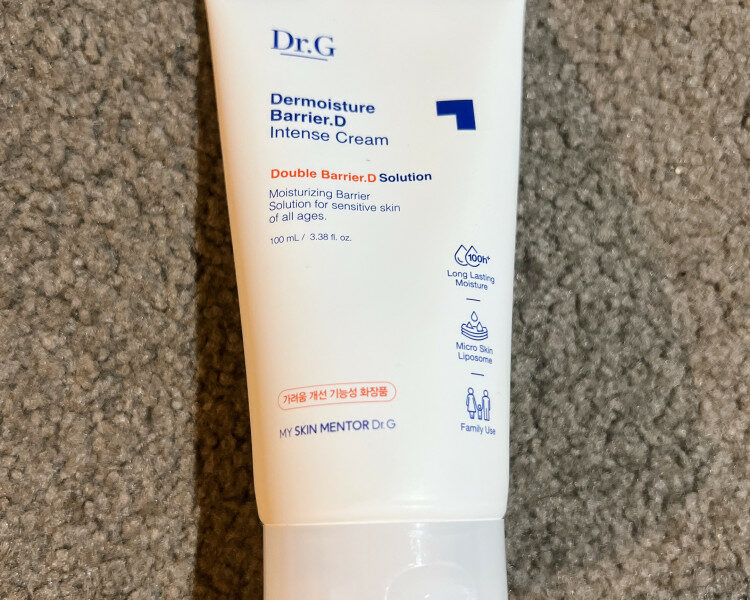 Dr.G
Dermoisture
Barrier.D
Intense Cream
Double Barrier.D Solution
Moisturizing Barrier
Solution for sensitive skin
of all ages.
100 mL / 3.38 fl. oz.
100h+
Long Lasting
Moisture
Micro Skin
Liposome
Family Use
가려움 개선 기능성 화장품
MY SKIN MENTOR Dr.G